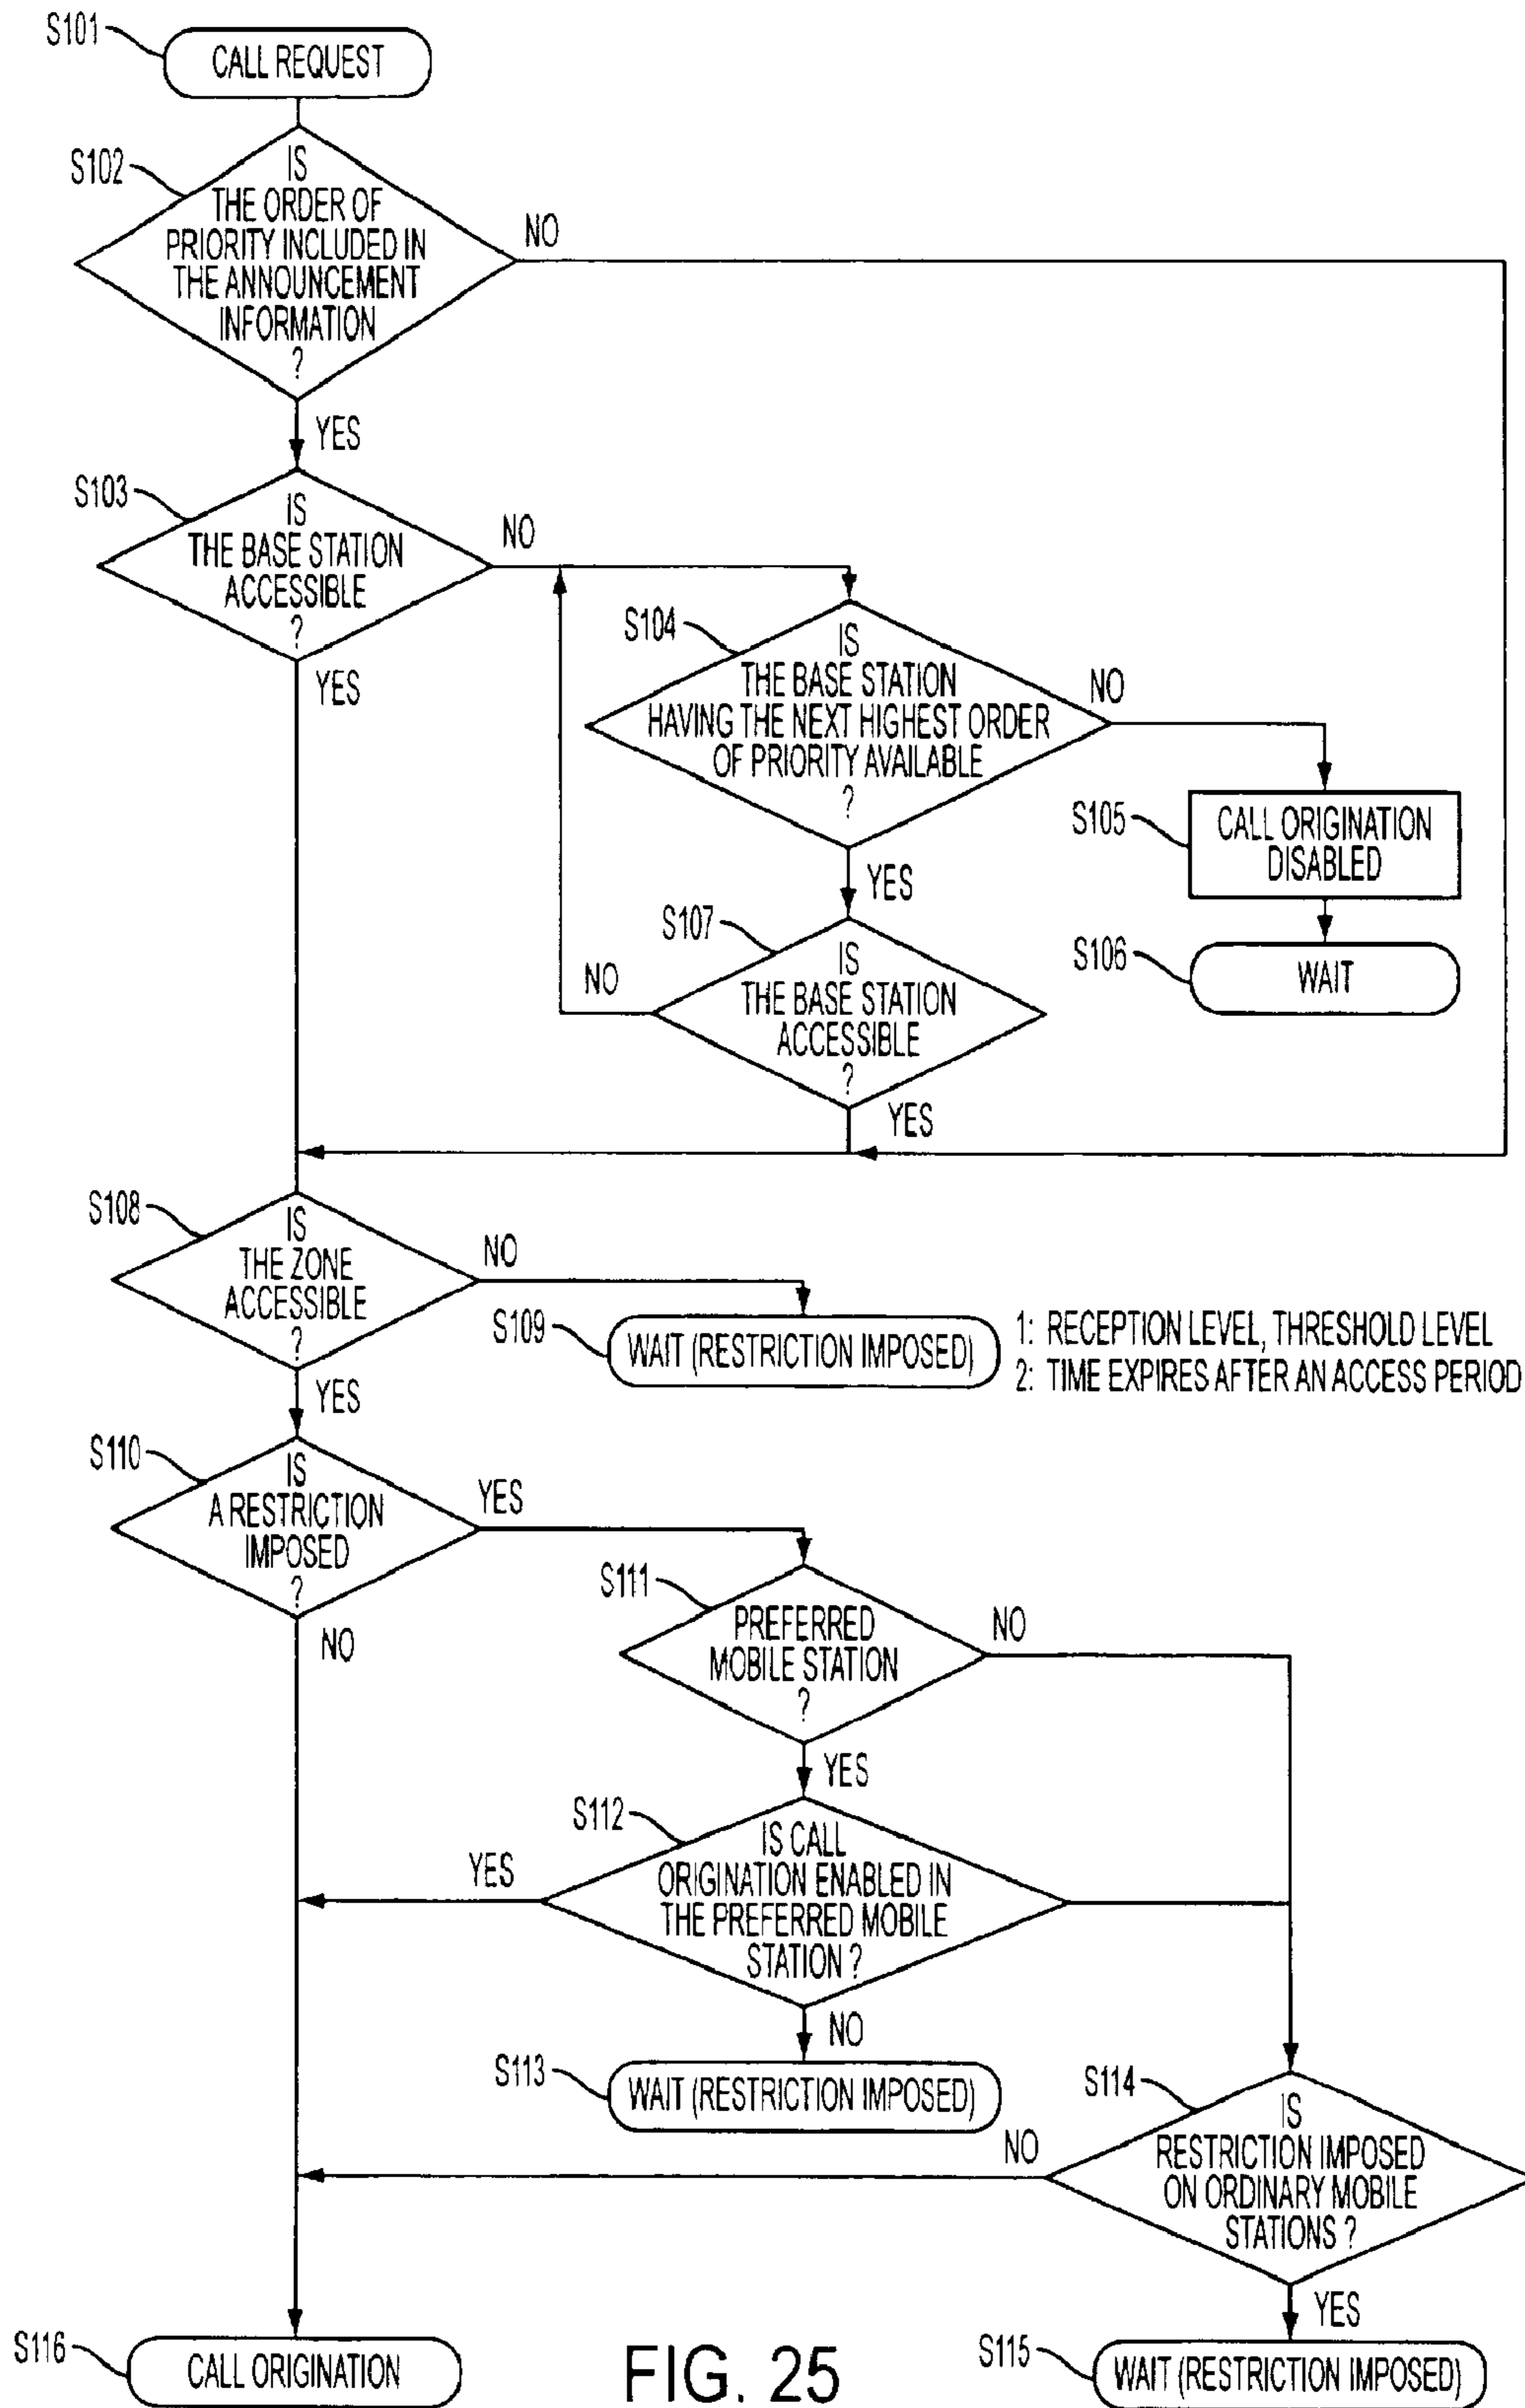 S101
CALL REQUEST
S102
IS
THE ORDER OF
PRIORITY INCLUDED IN
THE ANNOUNCEMENT
INFORMATION
?
NO
YES
S103
IS
THE BASE STATION
ACCESSIBLE
?
NO
YES
S104
IS
THE BASE STATION
HAVING THE NEXT HIGHEST ORDER
OF PRIORITY AVAILABLE
?
NO
YES
S105
CALL ORIGINATION
DISABLED
S106
WAIT
S107
IS
THE BASE STATION
ACCESSIBLE
?
NO
YES
S108
IS
THE ZONE
ACCESSIBLE
?
NO
YES
S109
WAIT (RESTRICTION IMPOSED)
1: RECEPTION LEVEL, THRESHOLD LEVEL
2: TIME EXPIRES AFTER AN ACCESS PERIOD
S110
IS
A RESTRICTION
IMPOSED
?
YES
NO
S111
PREFERRED
MOBILE STATION
?
NO
YES
S112
IS CALL
ORIGINATION ENABLED IN
THE PREFERRED MOBILE
STATION ?
YES
NO
S113
WAIT (RESTRICTION IMPOSED)
S114
IS
RESTRICTION IMPOSED
ON ORDINARY MOBILE
STATIONS ?
NO
YES
S115
WAIT (RESTRICTION IMPOSED)
S116
CALL ORIGINATION
FIG. 25